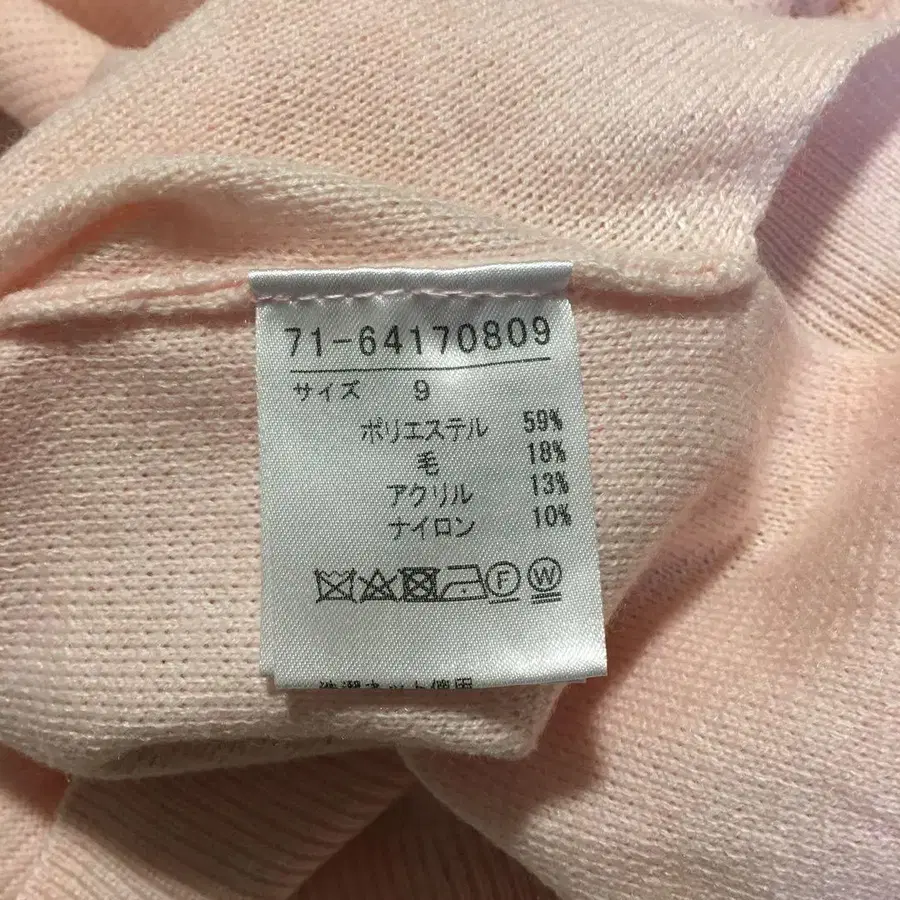 71-64170809
サイズ 9
ポリエステル 59%
毛 18%
アクリル 13%
ナイロン 10%
F W